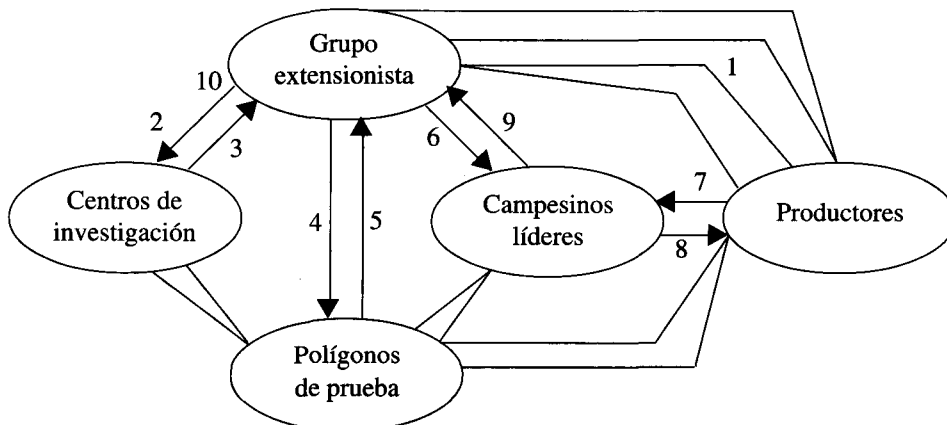 Grupo
extensionista
1
10
2
3
6
9
4
5
Centros de
investigación
Campesinos
líderes
7
8
Productores
Polígonos
de prueba